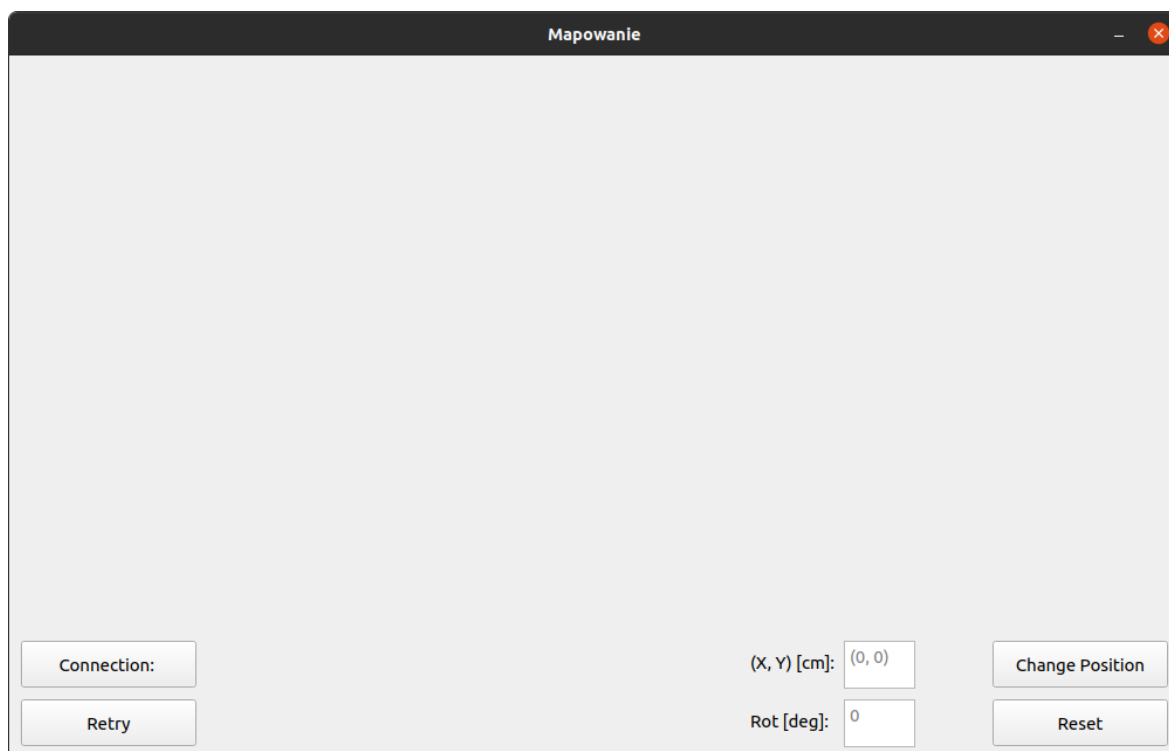 Mapowanie
Connection:
(X, Y) [cm]:
(0, 0)
Change Position
Retry
Rot [deg]:
0
Reset